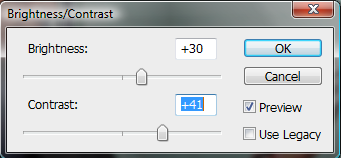 Brightness/Contrast
Brightness: +30 OK
Cancel
Contrast: +41 Preview
Use Legacy